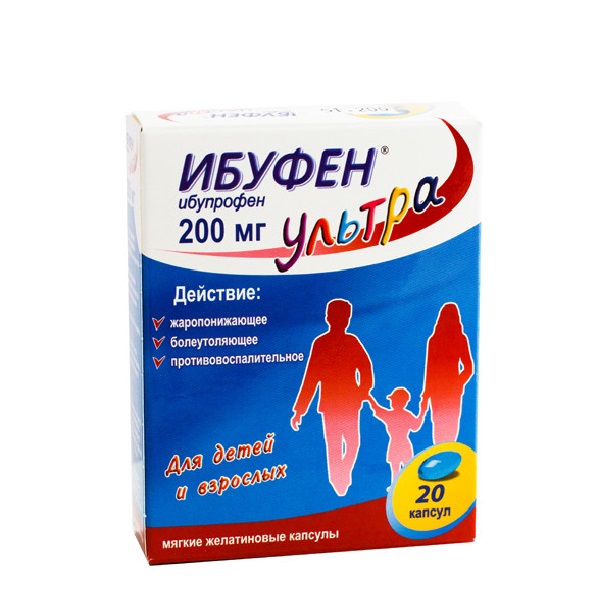 ИБУФЕН®
ибупрофен
200 мг ультра
Действие:
жаропонижающее
болеутоляющее
противовоспалительное
Для детей
и взрослых
20
капсул
мягкие желатиновые капсулы